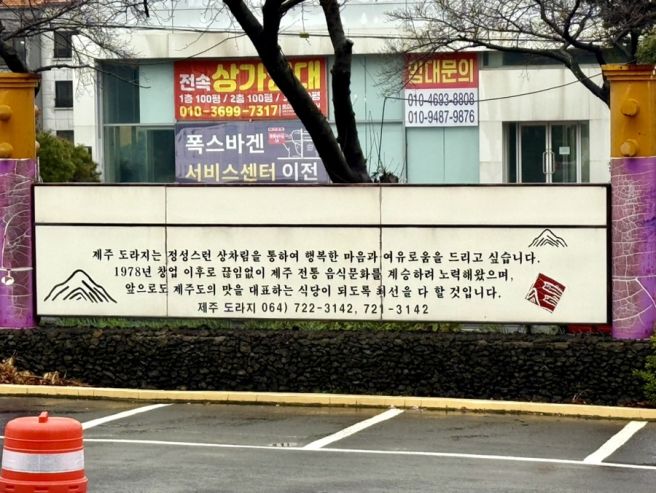 전속 상가임대
1층 100평 / 2층 100평 /
010-3699-7317
임대문의
010-4693-8808
010-9487-9876
폭스바겐
서비스센터 이전
제주 도라지는 정성스런 상차림을 통하여 행복한 마음과 여유로움을 드리고 싶습니다.
1978년 창업 이후로 끊임없이 제주 전통 음식문화를 계승하려 노력해왔으며,
앞으로도 제주도의 맛을 대표하는 식당이 되도록 최선을 다 할 것입니다.
제주 도라지 064) 722-3142, 721-3142